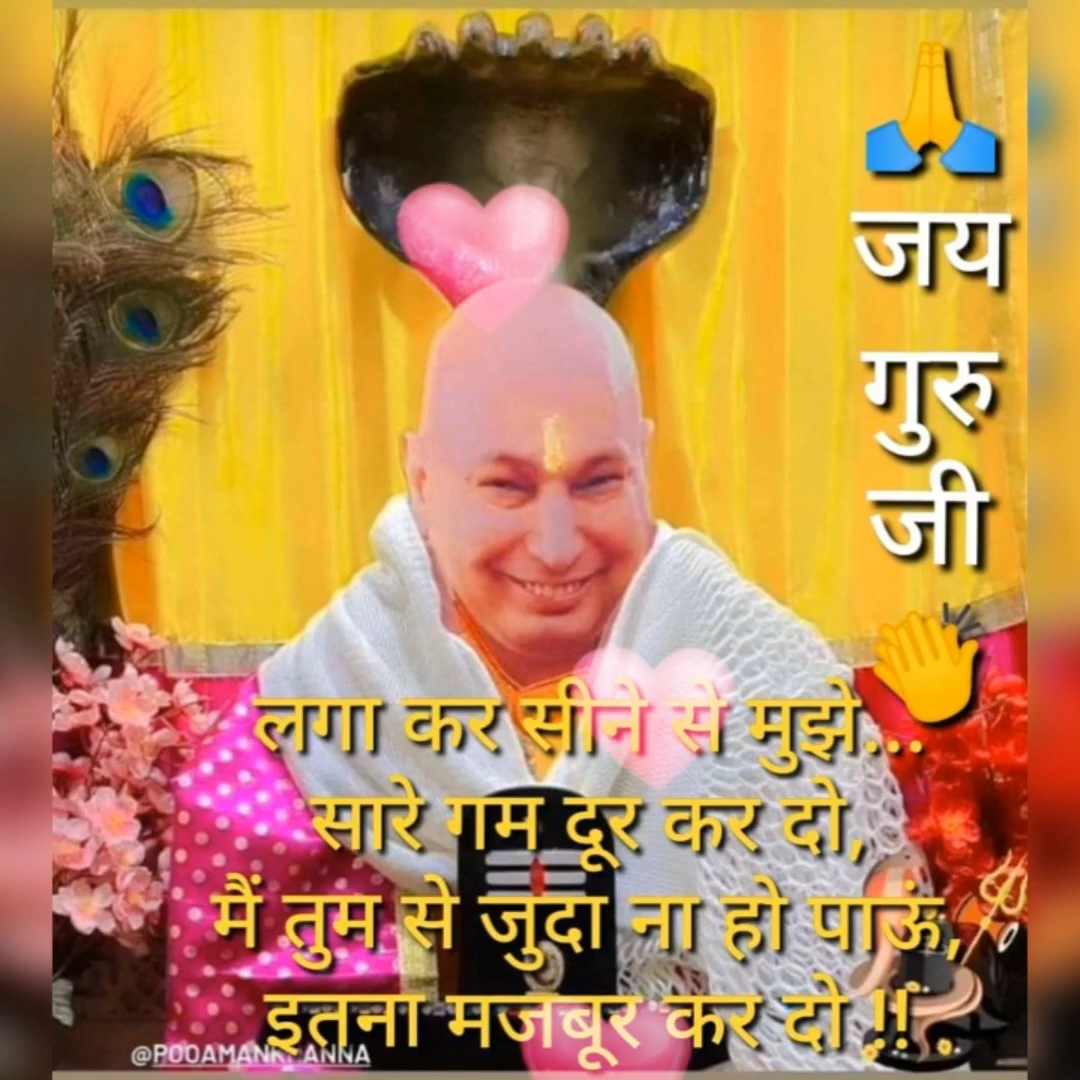 जय
गुरु
जी
लगा कर सीने से मुझे...
सारे गम दूर कर दो,
मैं तुम से जुदा ना हो पाऊं,
इतना मजबूर कर दो !!